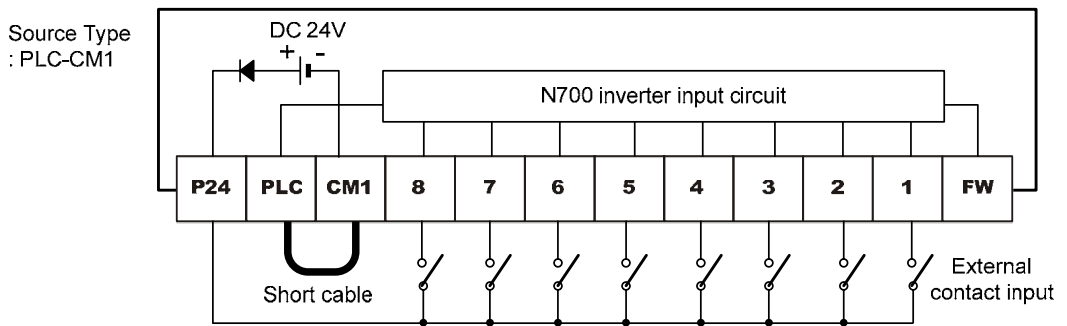 Source Type
: PLC-CM1
DC 24V
+ -
N700 inverter input circuit
P24 PLC CM1 8 7 6 5 4 3 2 1 FW
Short cable
External
contact input